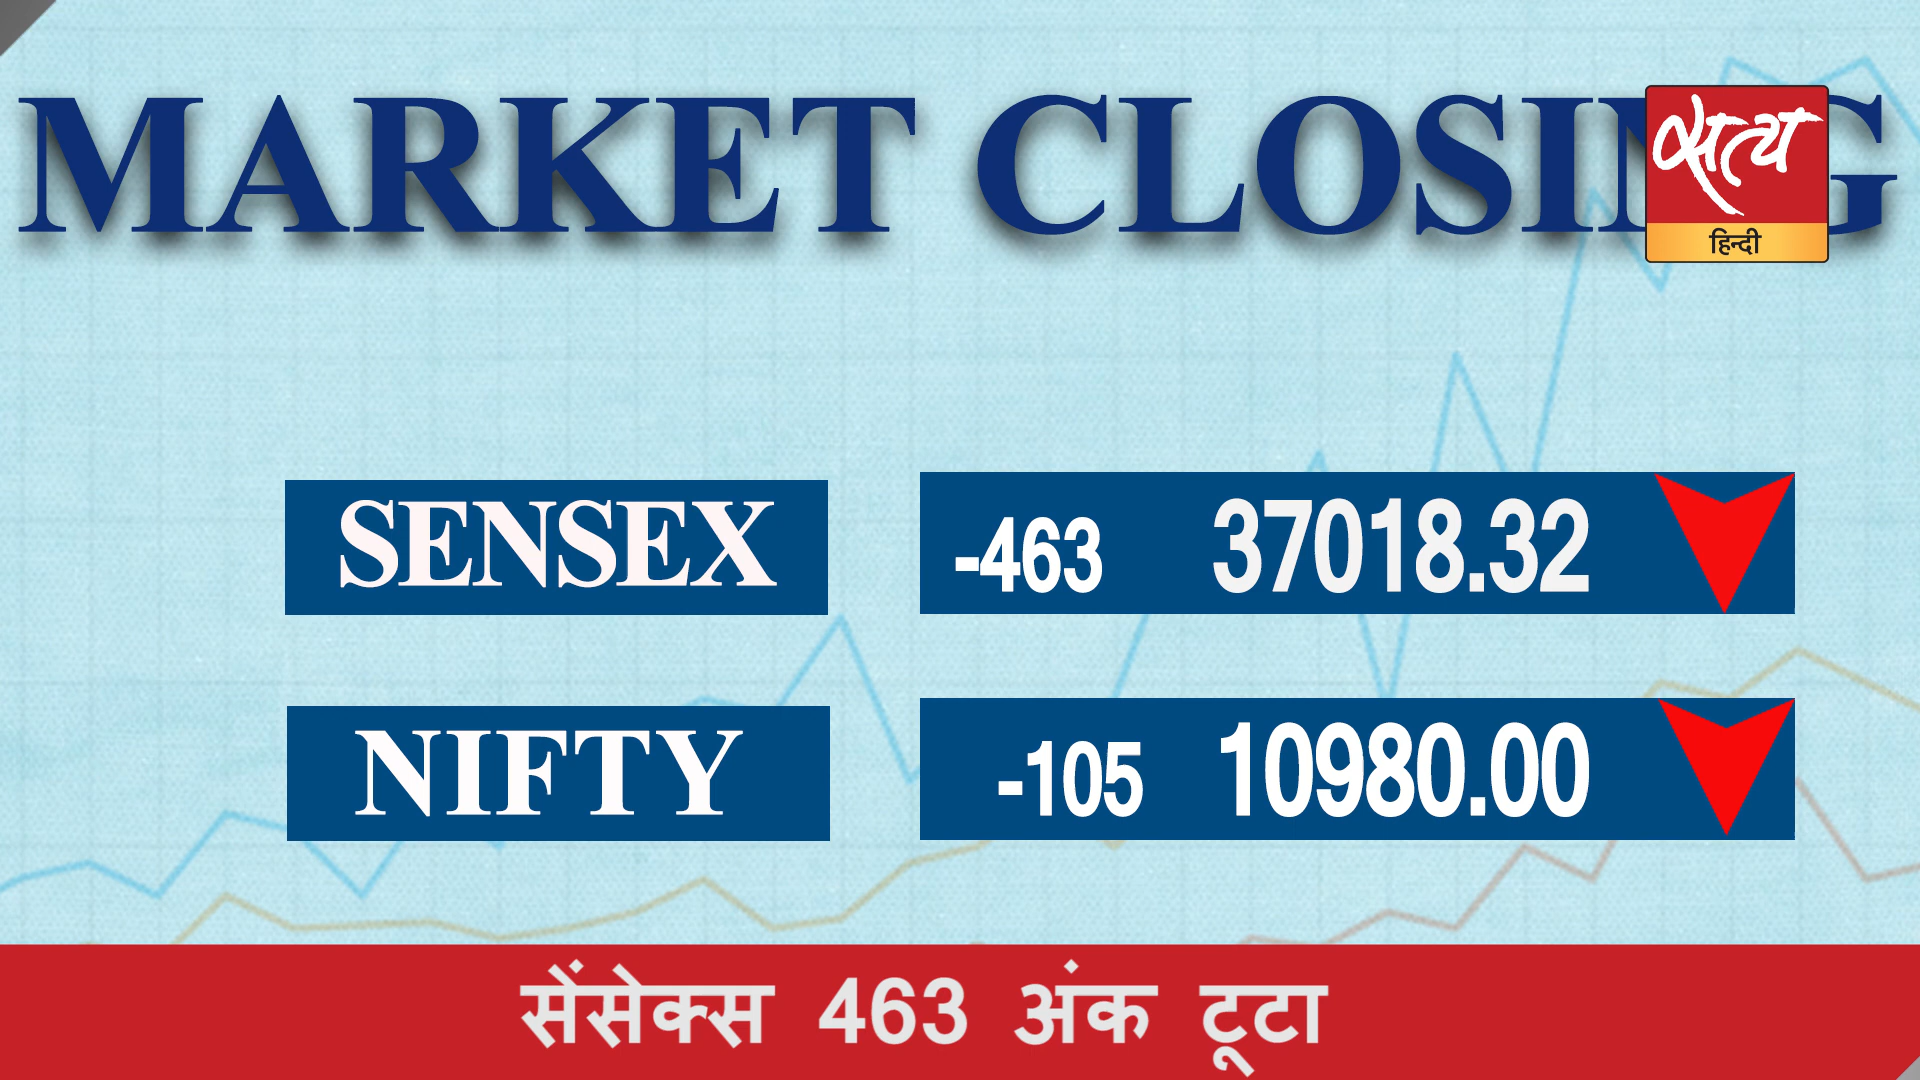 MARKET CLOSING
सत्य
हिन्दी
SENSEX -463 37018.32
NIFTY -105 10980.00
सेंसेक्स 463 अंक टूटा